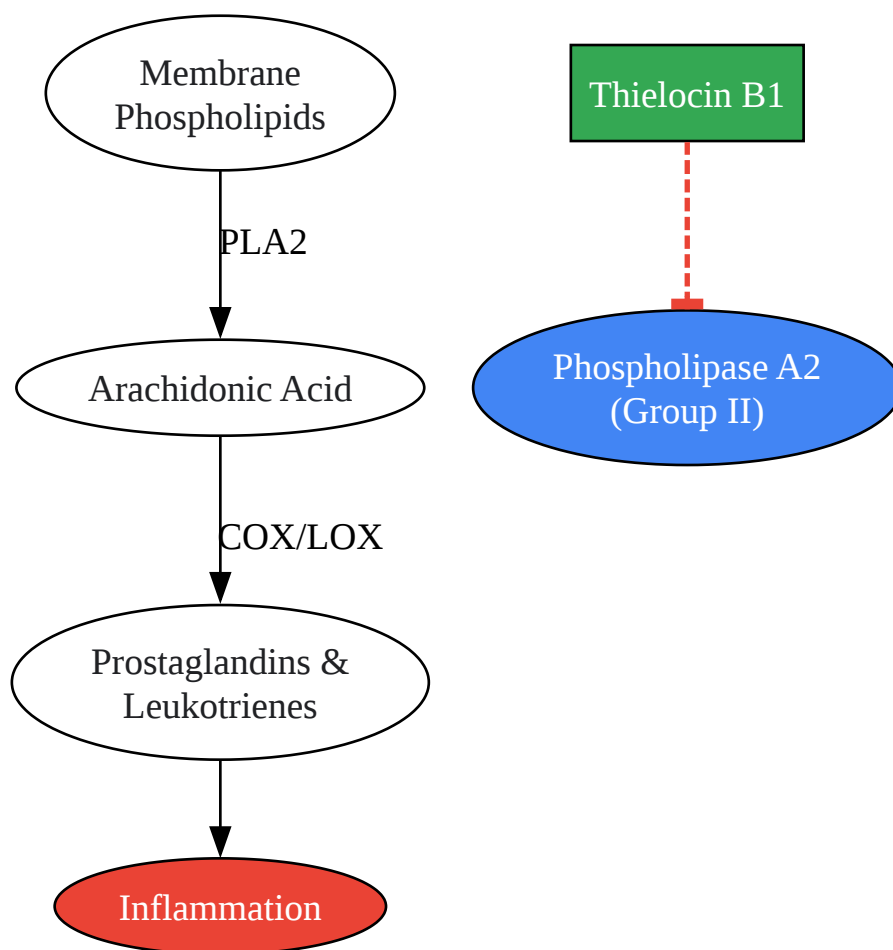 Membrane
Phospholipids
PLA2
Arachidonic Acid
COX/LOX
Prostaglandins &
Leukotrienes
Inflammation
Thielocin B1
Phospholipase A2
(Group II)